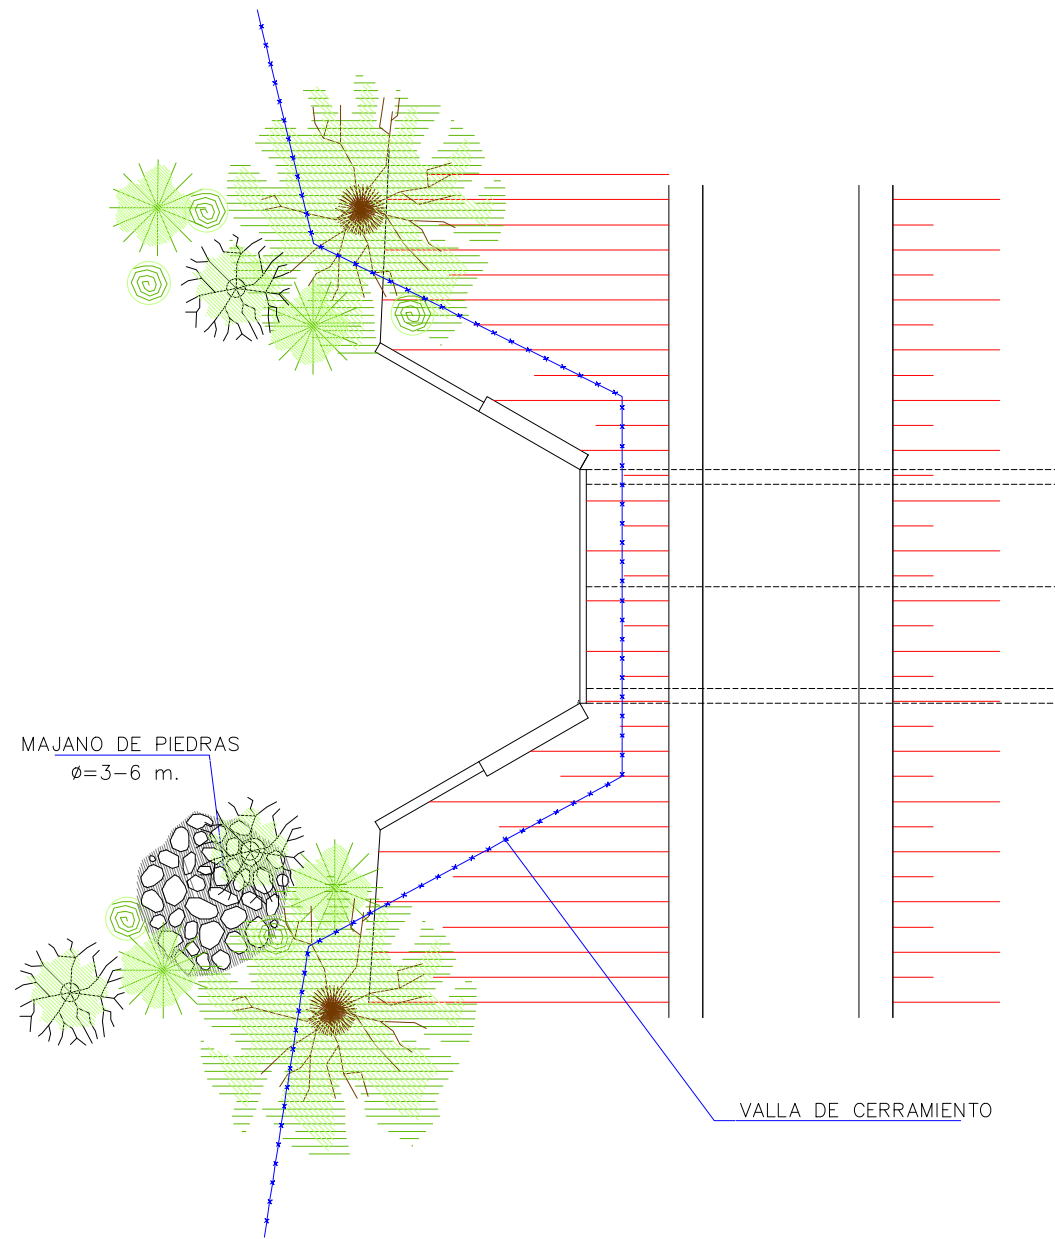 MAJANO DE PIEDRAS
Ø=3-6 m.
VALLA DE CERRAMIENTO